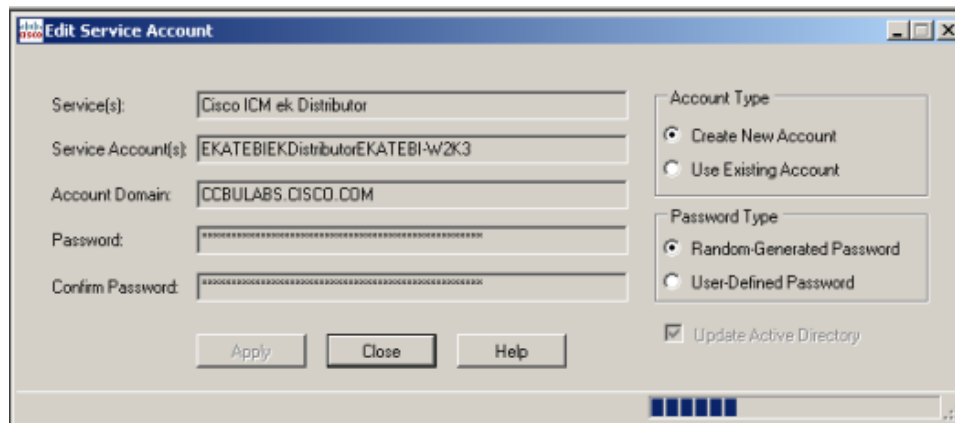 cisco Edit Service Account
Service(s): Cisco ICM ek Distributor
Service Account(s): EKATEBIEKDistributorEKATEBI-W2K3
Account Domain: CCBULABS.CISCO.COM
Password: **************************************************
Confirm Password: **************************************************
Account Type
Create New Account
Use Existing Account
Password Type
Random-Generated Password
User-Defined Password
Update Active Directory
Apply Close Help